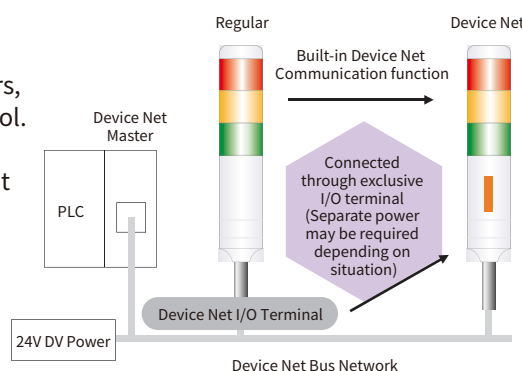 Regular
Device Net
rs,
ol.
t
Built-in Device Net
Communication function
Device Net
Master
PLC
Connected
through exclusive
I/O terminal
(Separate power
may be required
depending on
situation)
Device Net I/O Terminal
24V DV Power
Device Net Bus Network